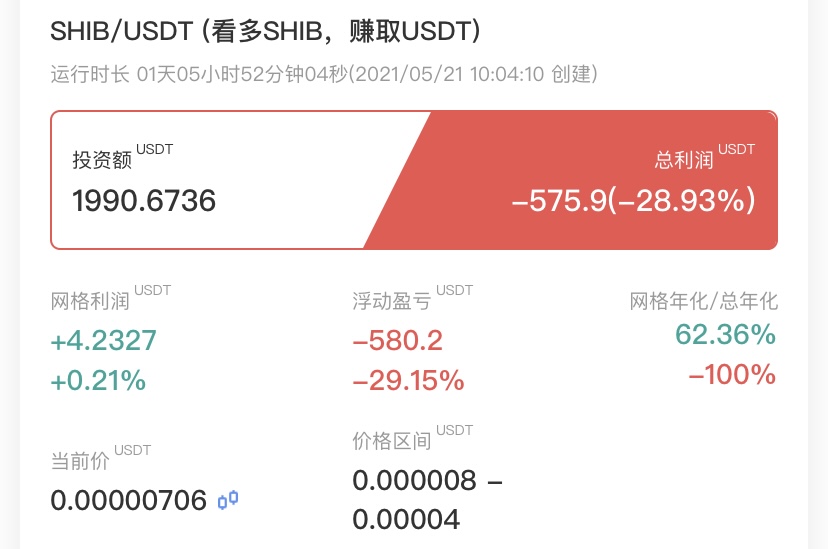 SHIB/USDT (看多SHIB，赚取USDT)
运行时长 01天05小时52分钟04秒(2021/05/21 10:04:10 创建)
投资额 USDT
1990.6736
总利润 USDT
−575.9(−28.93%)
网格利润 USDT
+4.2327
+0.21%
浮动盈亏 USDT
−580.2
−29.15%
网格年化/总年化
62.36%
−100%
当前价 USDT
0.00000706
价格区间 USDT
0.000008 −
0.00004